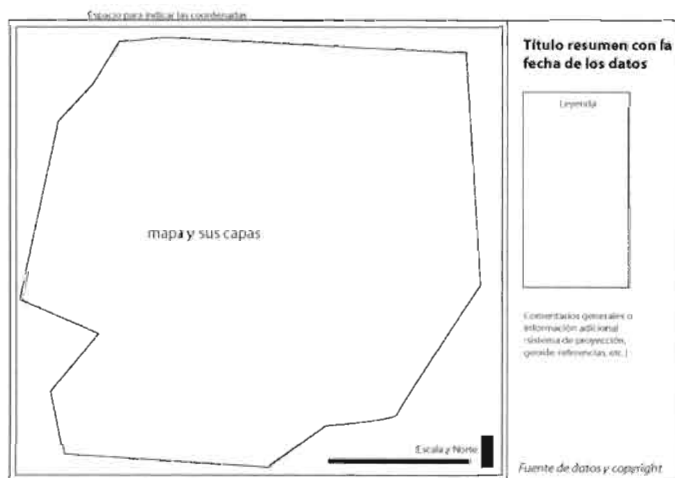 Espacio para indicar las coordenadas
Título resumen con la
fecha de los datos
Leyenda
mapa y sus capas
Comentarios generales o
información adicional
(sistema de proyección,
geoide, referencias, etc.)
Escala y Norte
Fuente de datos y copyright